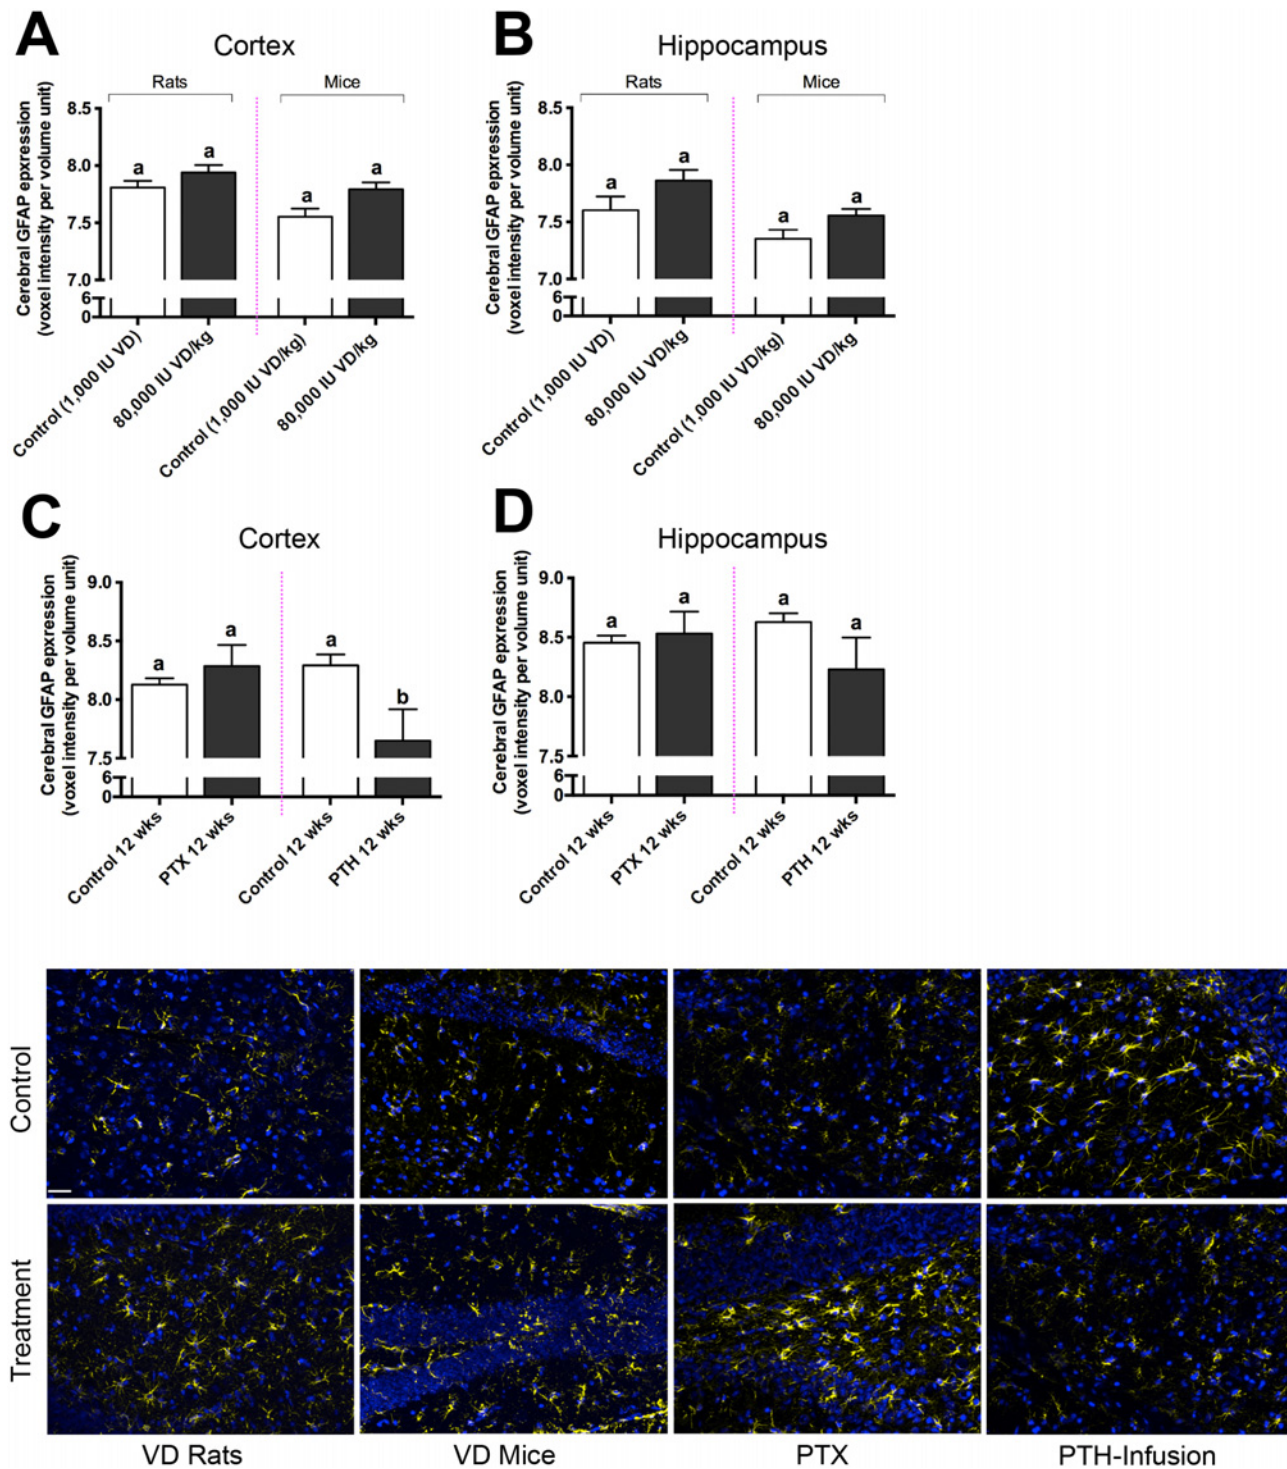 A
Cortex
Rats
Mice
Cerebral GFAP epxression
(voxel intensity per volume unit)
8.5
8.0
7.5
7.0
6
0
a
a
a
a
Control (1,000 IU VD)
80,000 IU VD/kg
Control (1,000 IU VD/kg)
80,000 IU VD/kg
B
Hippocampus
Rats
Mice
Cerebral GFAP epxression
(voxel intensity per volume unit)
8.5
8.0
7.5
7.0
6
0
a
a
a
a
Control (1,000 IU VD)
80,000 IU VD/kg
Control (1,000 IU VD/kg)
80,000 IU VD/kg
C
Cortex
Cerebral GFAP epxression
(voxel intensity per volume unit)
9.0
8.5
8.0
7.5
6
0
a
a
a
b
Control 12 wks
PTX 12 wks
Control 12 wks
PTH 12 wks
D
Hippocampus
Cerebral GFAP epxression
(voxel intensity per volume unit)
9.0
8.5
8.0
7.5
6
0
a
a
a
a
Control 12 wks
PTX 12 wks
Control 12 wks
PTH 12 wks
Control
Treatment
VD Rats
VD Mice
PTX
PTH-Infusion